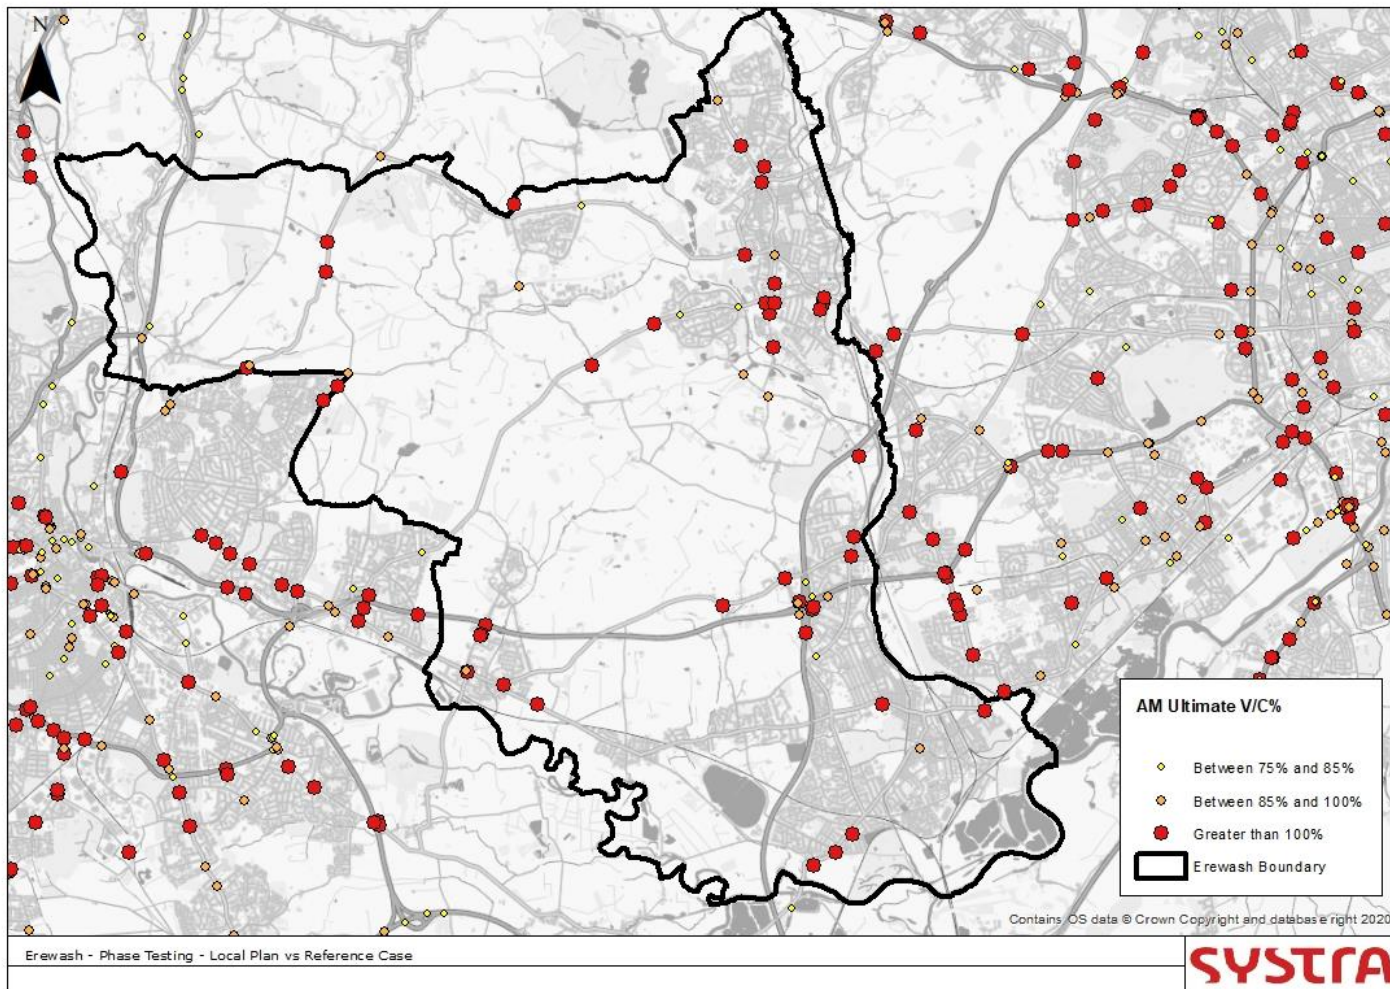 N
AM Ultimate V/C%
Between 75% and 85%
Between 85% and 100%
Greater than 100%
Erewash Boundary
Contains OS data © Crown Copyright and database right 2020
Erewash - Phase Testing - Local Plan vs Reference Case
SYSTRA